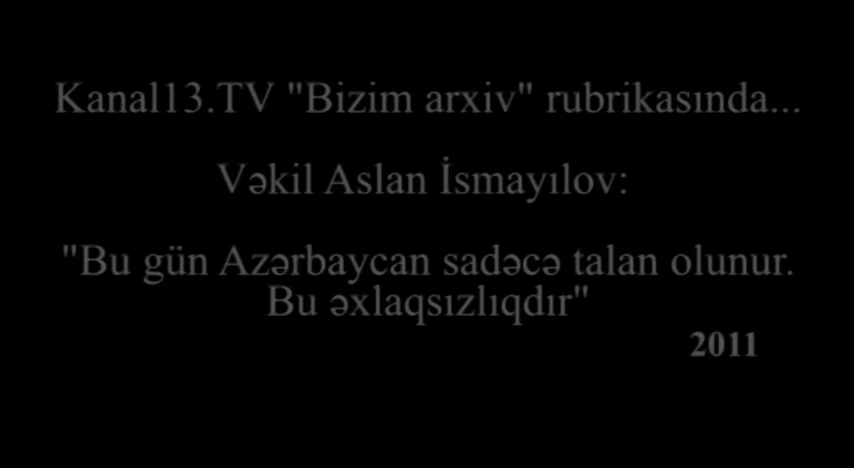 Kanal13.TV "Bizim arxiv" rubrikasında...
Vəkil Aslan İsmayılov:
"Bu gün Azərbaycan sadəcə talan olunur.
Bu əxlaqsızlıqdır"
2011